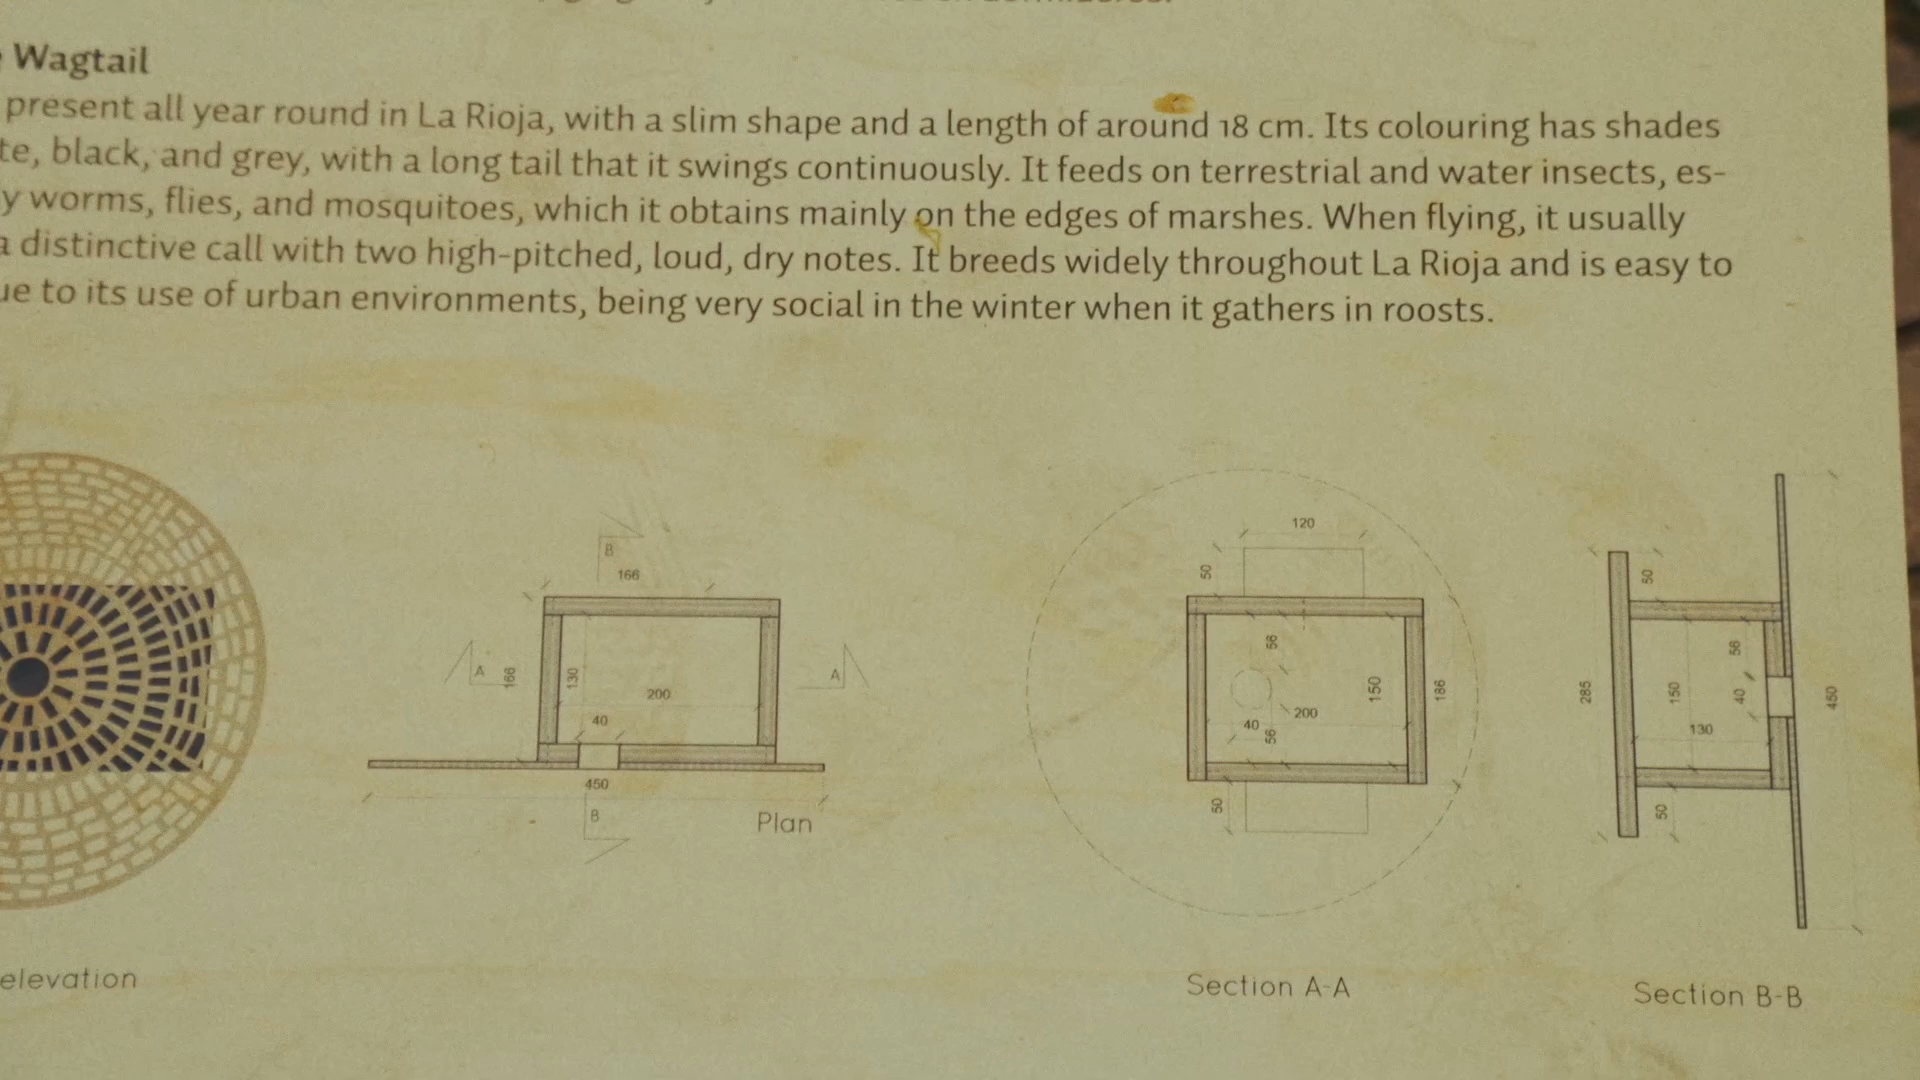 Wagtail
present all year round in La Rioja, with a slim shape and a length of around 18 cm. Its colouring has shades
te, black, and grey, with a long tail that it swings continuously. It feeds on terrestrial and water insects, es-
y worms, flies, and mosquitoes, which it obtains mainly on the edges of marshes. When flying, it usually
a distinctive call with two high-pitched, loud, dry notes. It breeds widely throughout La Rioja and is easy to
ue to its use of urban environments, being very social in the winter when it gathers in roosts.
B
166
A
166
130
200
40
A
450
B
Plan
120
50
56
150
186
200
40
56
50
50
285
150
56
40
130
450
50
elevation
Section A-A
Section B-B